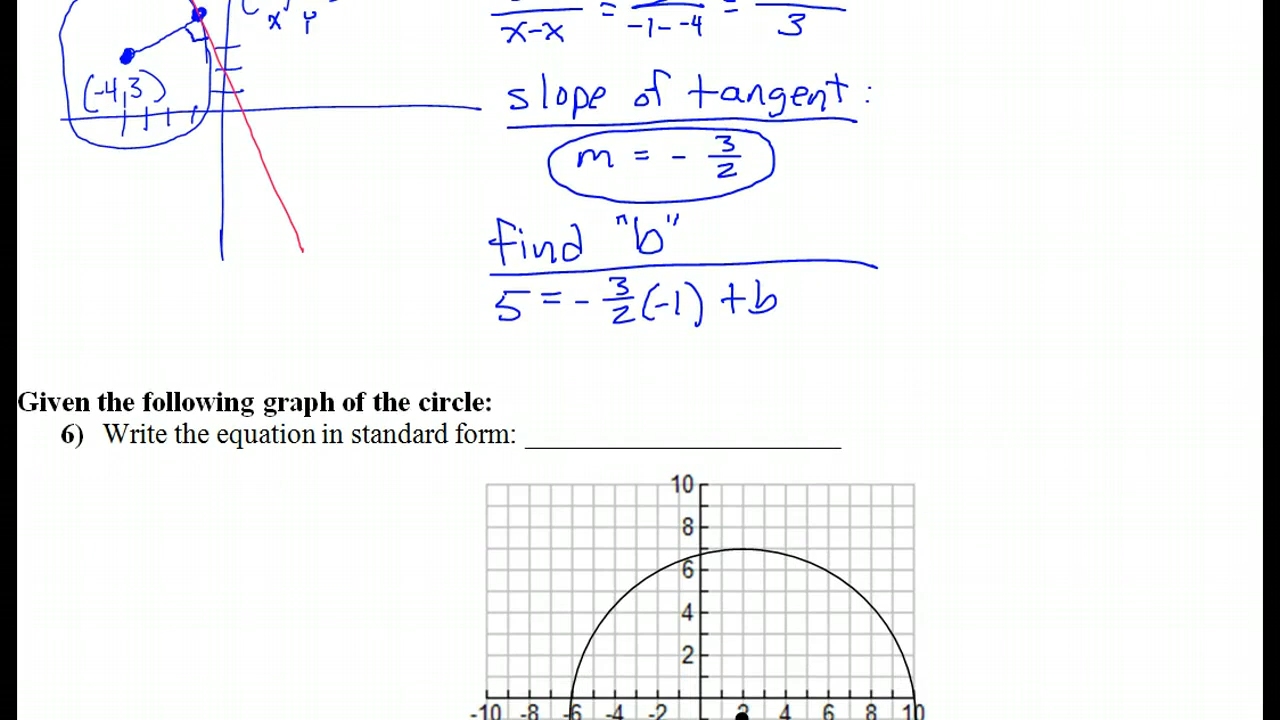 x y
x-x = -1--4 = 3
(-4,3)
slope of tangent:
m = - 3/2
find "b"
5 = - 3/2 (-1) + b
Given the following graph of the circle:
6) Write the equation in standard form: ____________________
10
8
6
4
2
-10 -8 -6 -4 -2 4 6 8 10